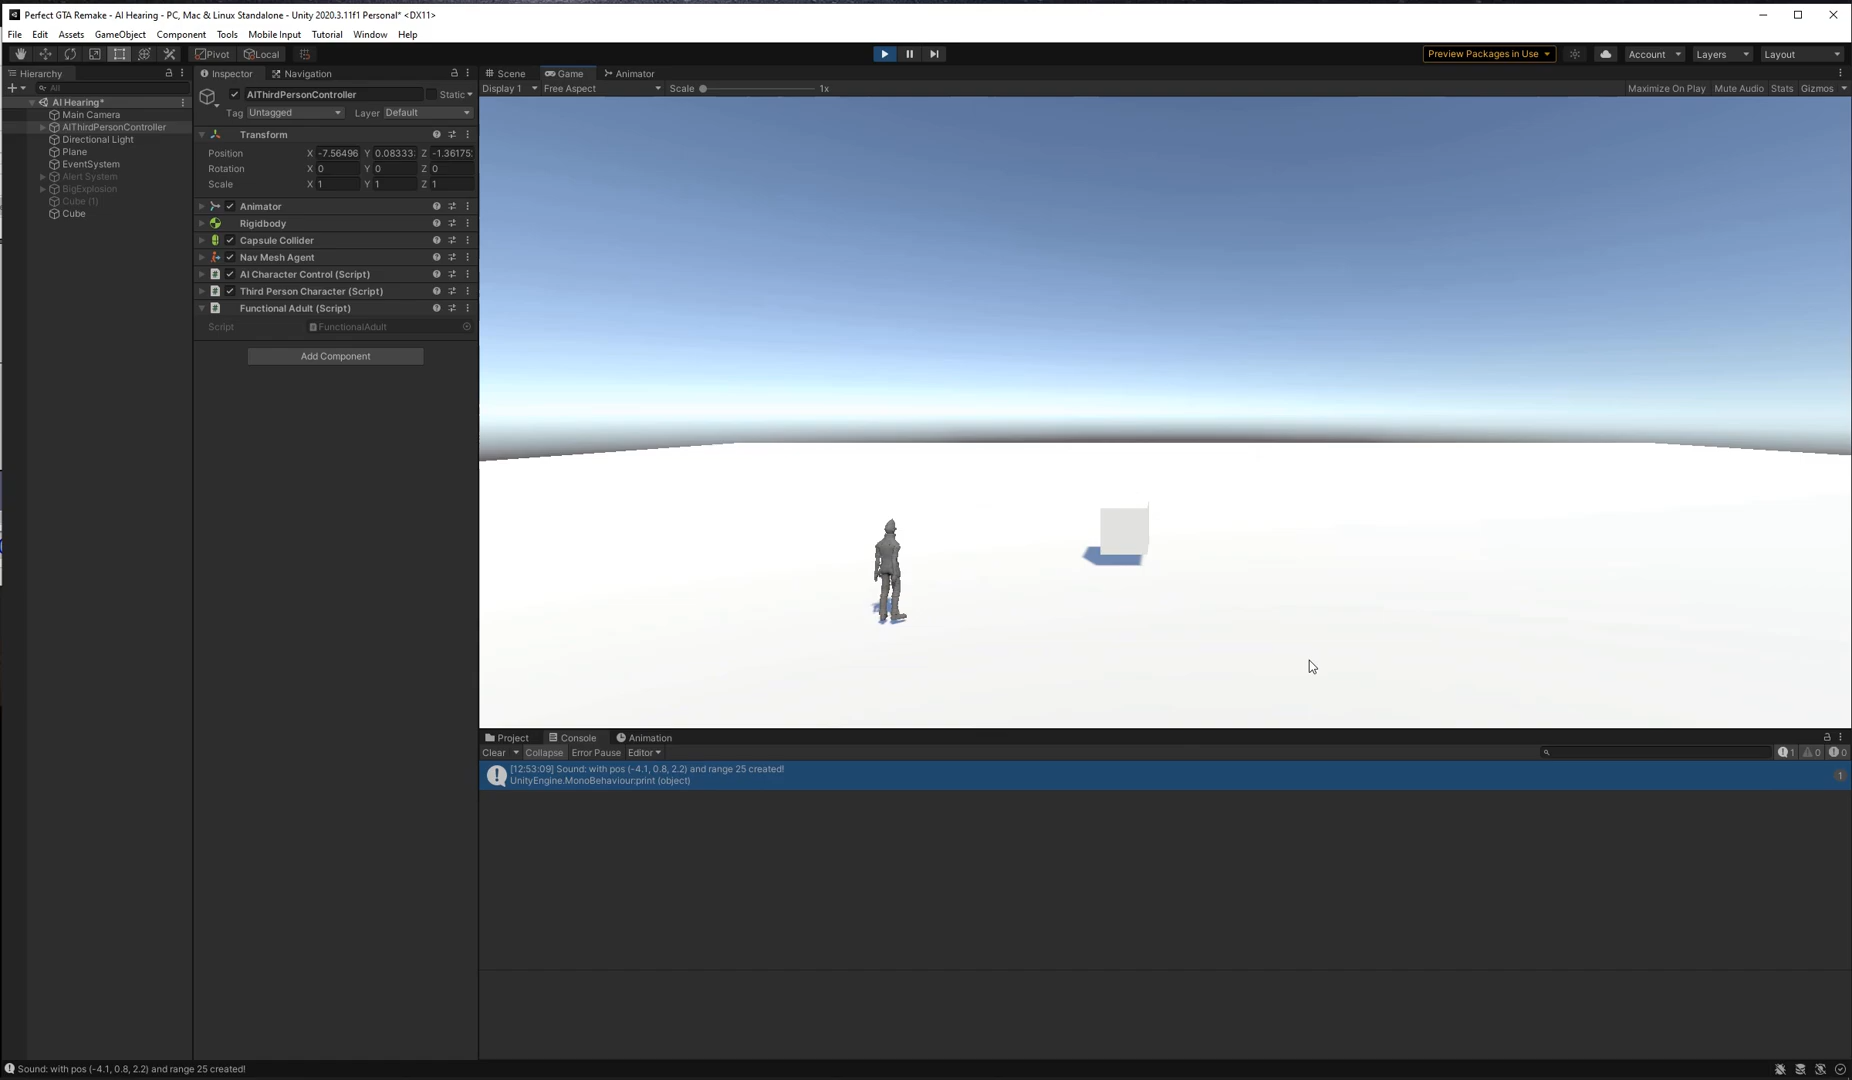 Perfect GTA Remake - AI Hearing - PC, Mac & Linux Standalone - Unity 2020.3.11f1 Personal* <DX11>
File Edit Assets GameObject Component Tools Mobile Input Tutorial Window Help
Pivot Local Preview Packages in Use Account Layers Layout
Hierarchy
All
AI Hearing*
Main Camera
AIThirdPersonController
Directional Light
Plane
EventSystem
Alert System
BigExplosion
Cube (1)
Cube
Inspector Navigation
AIThirdPersonController Static
Tag Untagged Layer Default
Transform
Position X -7.56496 Y 0.08333: Z -1.36175:
Rotation X 0 Y 0 Z 0
Scale X 1 Y 1 Z 1
Animator
Rigidbody
Capsule Collider
Nav Mesh Agent
AI Character Control (Script)
Third Person Character (Script)
Functional Adult (Script)
Script FunctionalAdult
Add Component
Scene Game Animator
Display 1 Free Aspect Scale 1x Maximize On Play Mute Audio Stats Gizmos
Project Console Animation
Clear Collapse Error Pause Editor 1 0 0
[12:53:09] Sound: with pos (-4.1, 0.8, 2.2) and range 25 created!
UnityEngine.MonoBehaviour:print (object)
1
Sound: with pos (-4.1, 0.8, 2.2) and range 25 created!